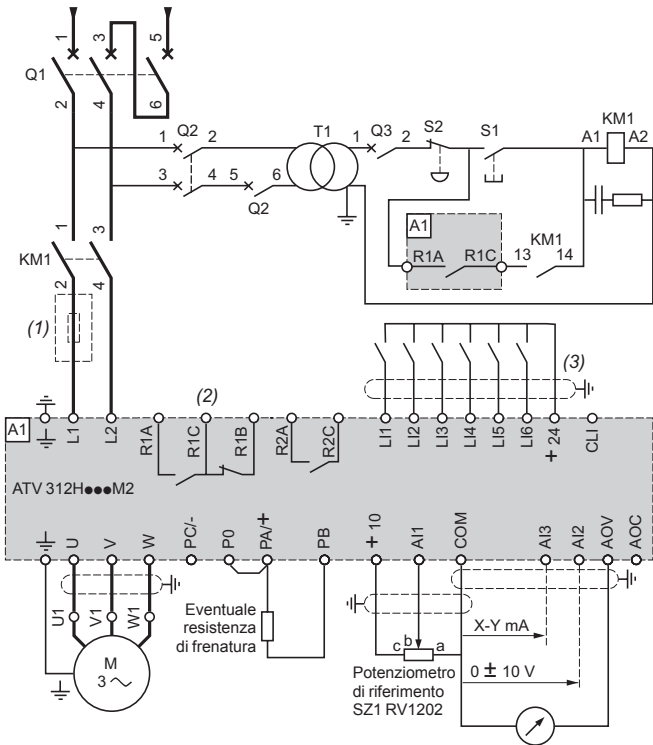 1 3 5
Q1
2 4 6
1 Q2 2 T1 1 Q3 2 S2 S1 KM1
A1 A2
3 4 5 6
Q2
A1
R1A R1C 13 KM1 14
1 3
KM1
2 4
(1)
(2)
(3)
A1
L1 L2 R1A R1C R1B R2A R2C LI1 LI2 LI3 LI4 LI5 LI6 + 24 CLI
ATV 312H●●●M2
U V W PC/- P0 PA/+ PB + 10 AI1 COM AI3 AI2 AOV AOC
U1 V1 W1
M
3
Eventuale
resistenza
di frenatura
c b a
Potenziometro
di riferimento
SZ1 RV1202
X-Y mA
0 ± 10 V